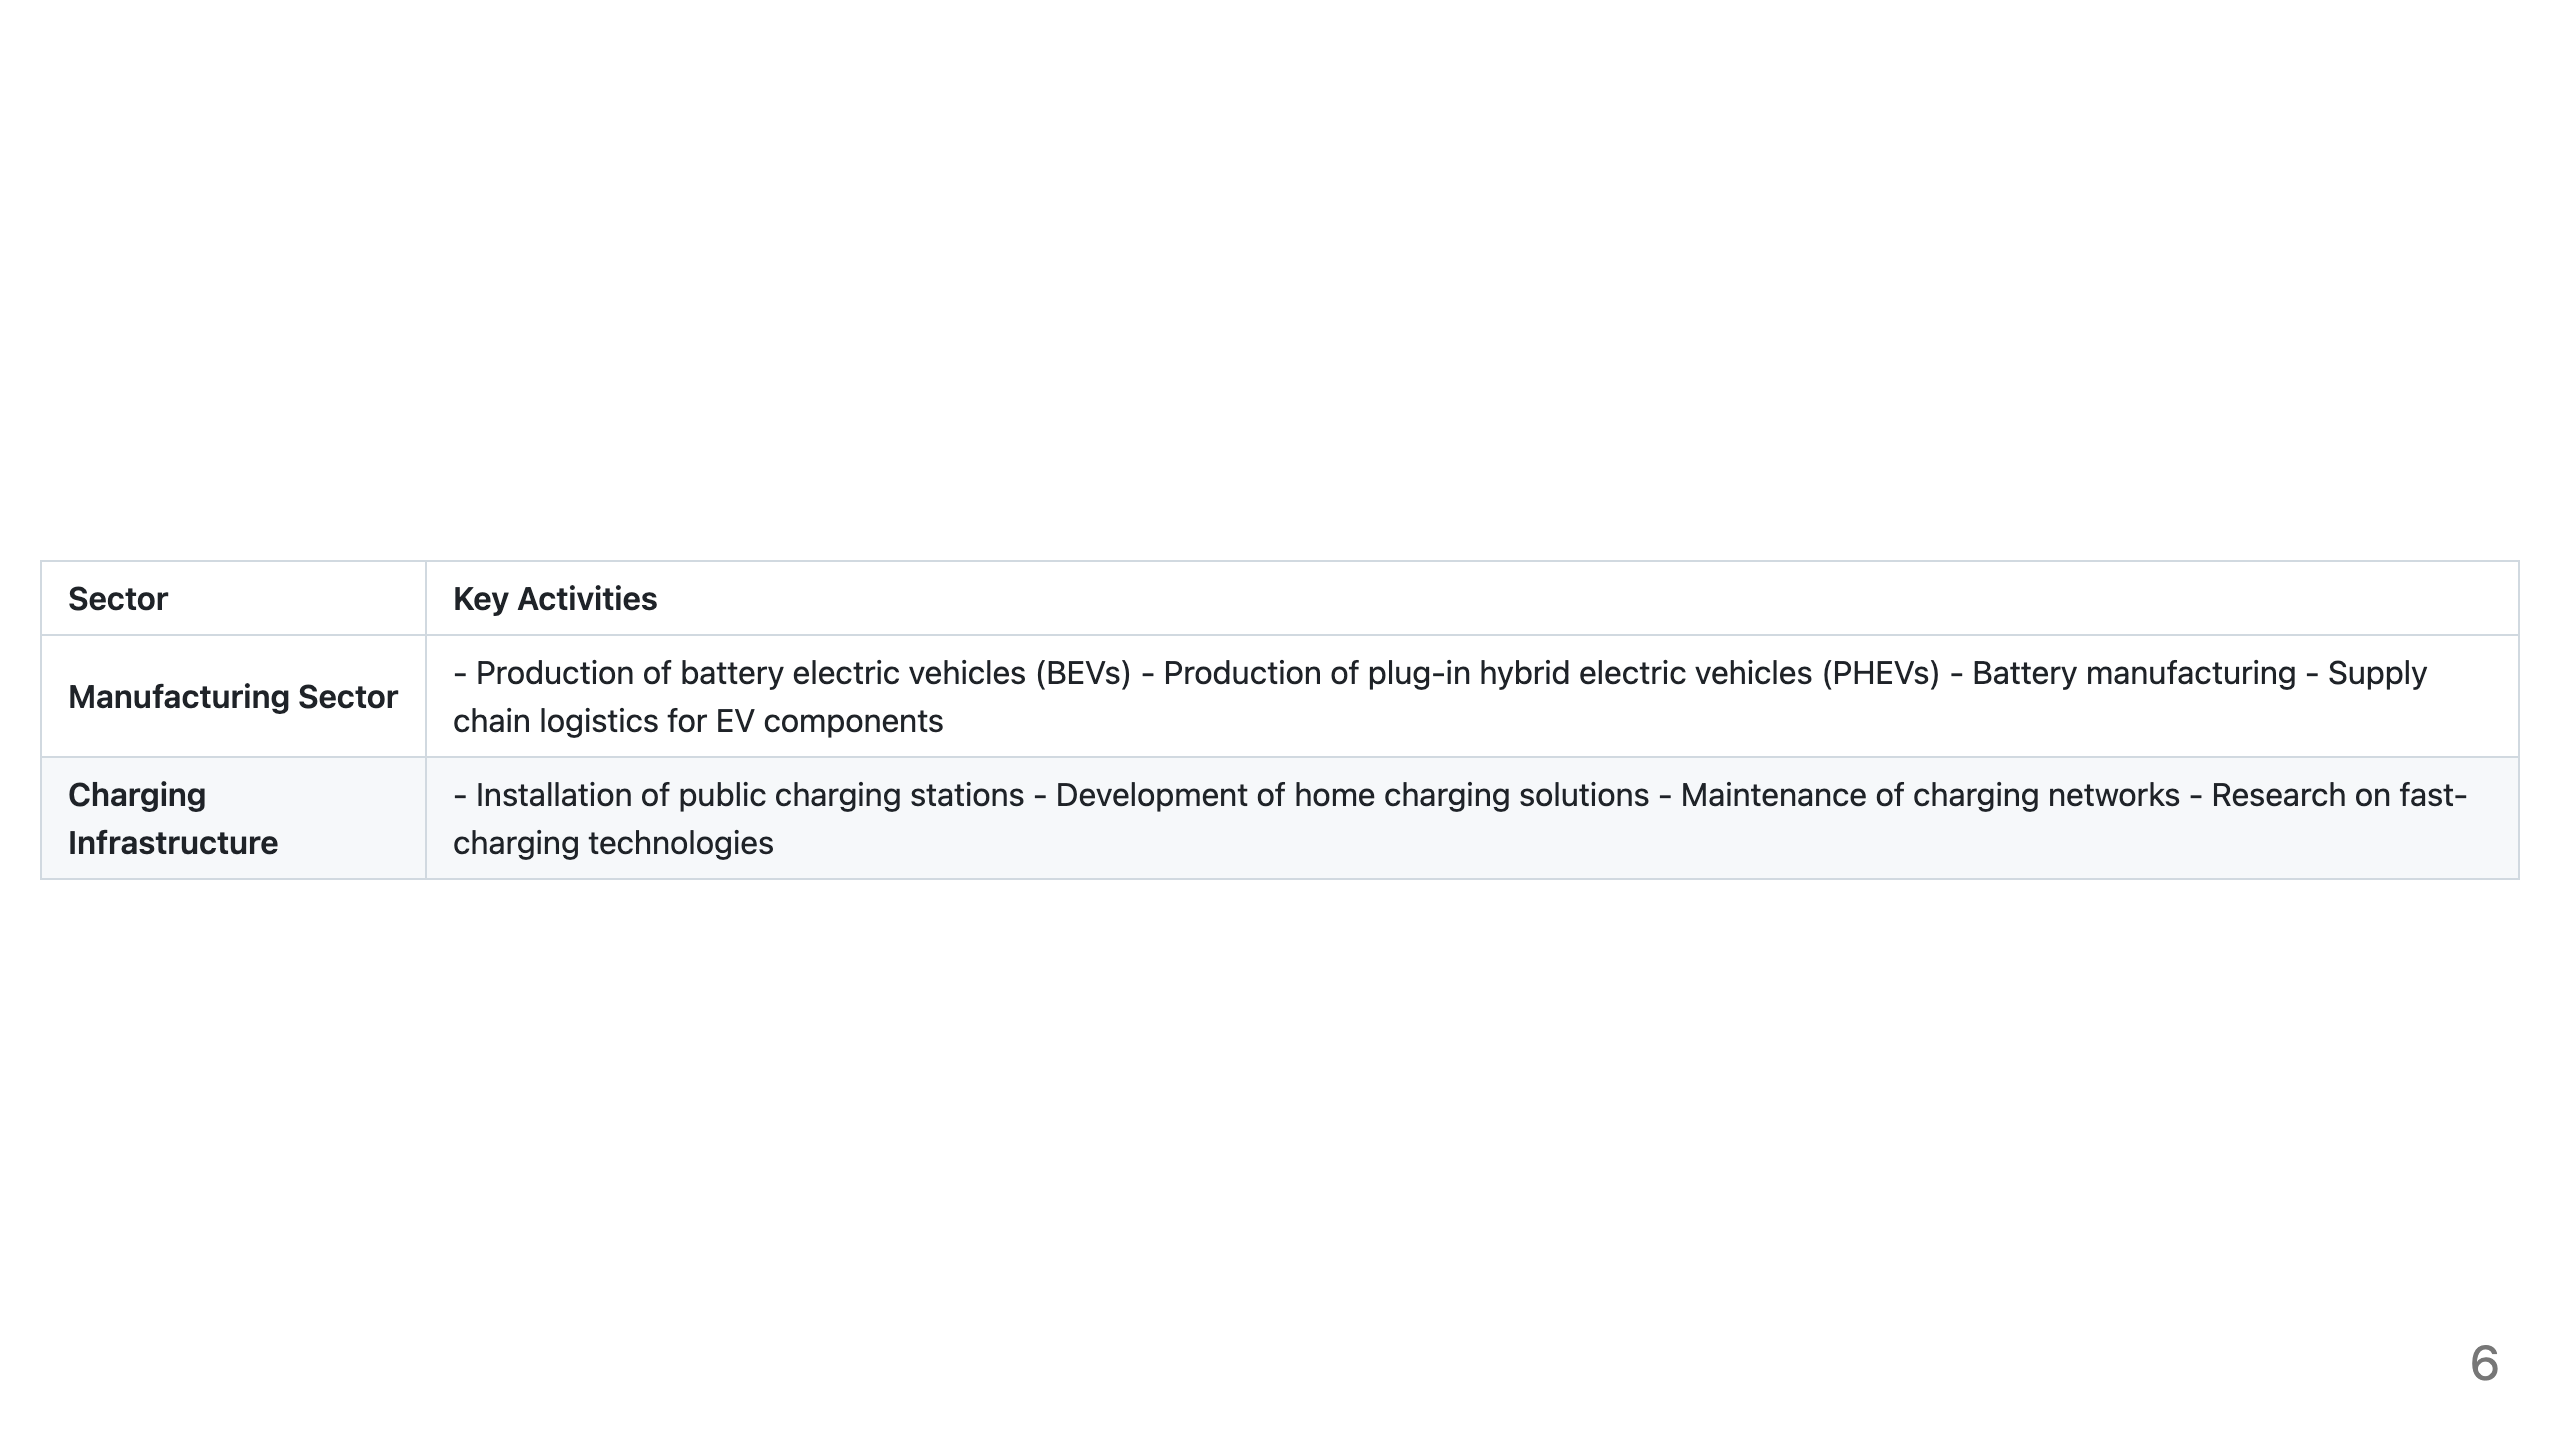 Sector
Key Activities
Manufacturing Sector
- Production of battery electric vehicles (BEVs) - Production of plug-in hybrid electric vehicles (PHEVs) - Battery manufacturing - Supply
chain logistics for EV components
Charging
Infrastructure
- Installation of public charging stations - Development of home charging solutions - Maintenance of charging networks - Research on fast-
charging technologies
6